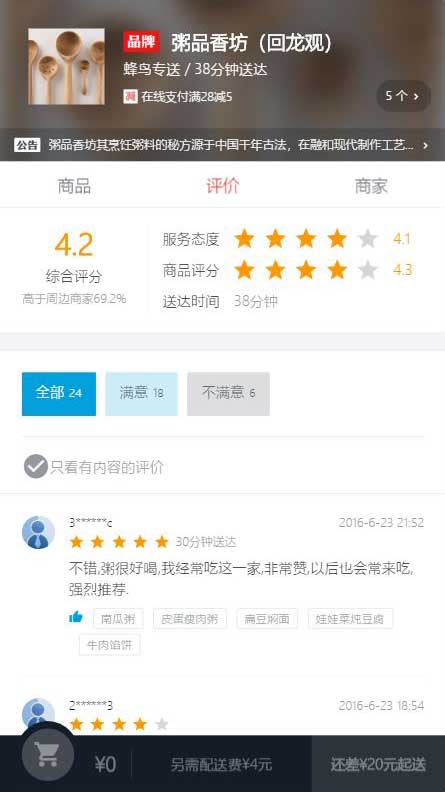 品牌 粥品香坊（回龙观）
蜂鸟专送 / 38分钟送达
减 在线支付满28减5
5 个 >
公告 粥品香坊其烹饪粥料的秘方源于中国千年古法，在融和现代制作工艺... >
商品 评价 商家
4.2
综合评分
高于周边商家69.2%
服务态度 4.1
商品评分 4.3
送达时间 38分钟
全部 24 满意 18 不满意 6
只看有内容的评价
3******c 2016-6-23 21:52
30分钟送达
不错,粥很好喝,我经常吃这一家,非常赞,以后也会常来吃,
强烈推荐.
南瓜粥 皮蛋瘦肉粥 扁豆焖面 娃娃菜炖豆腐
牛肉馅饼
2******3 2016-6-23 18:54
¥0 另需配送费¥4元 还差¥20元起送